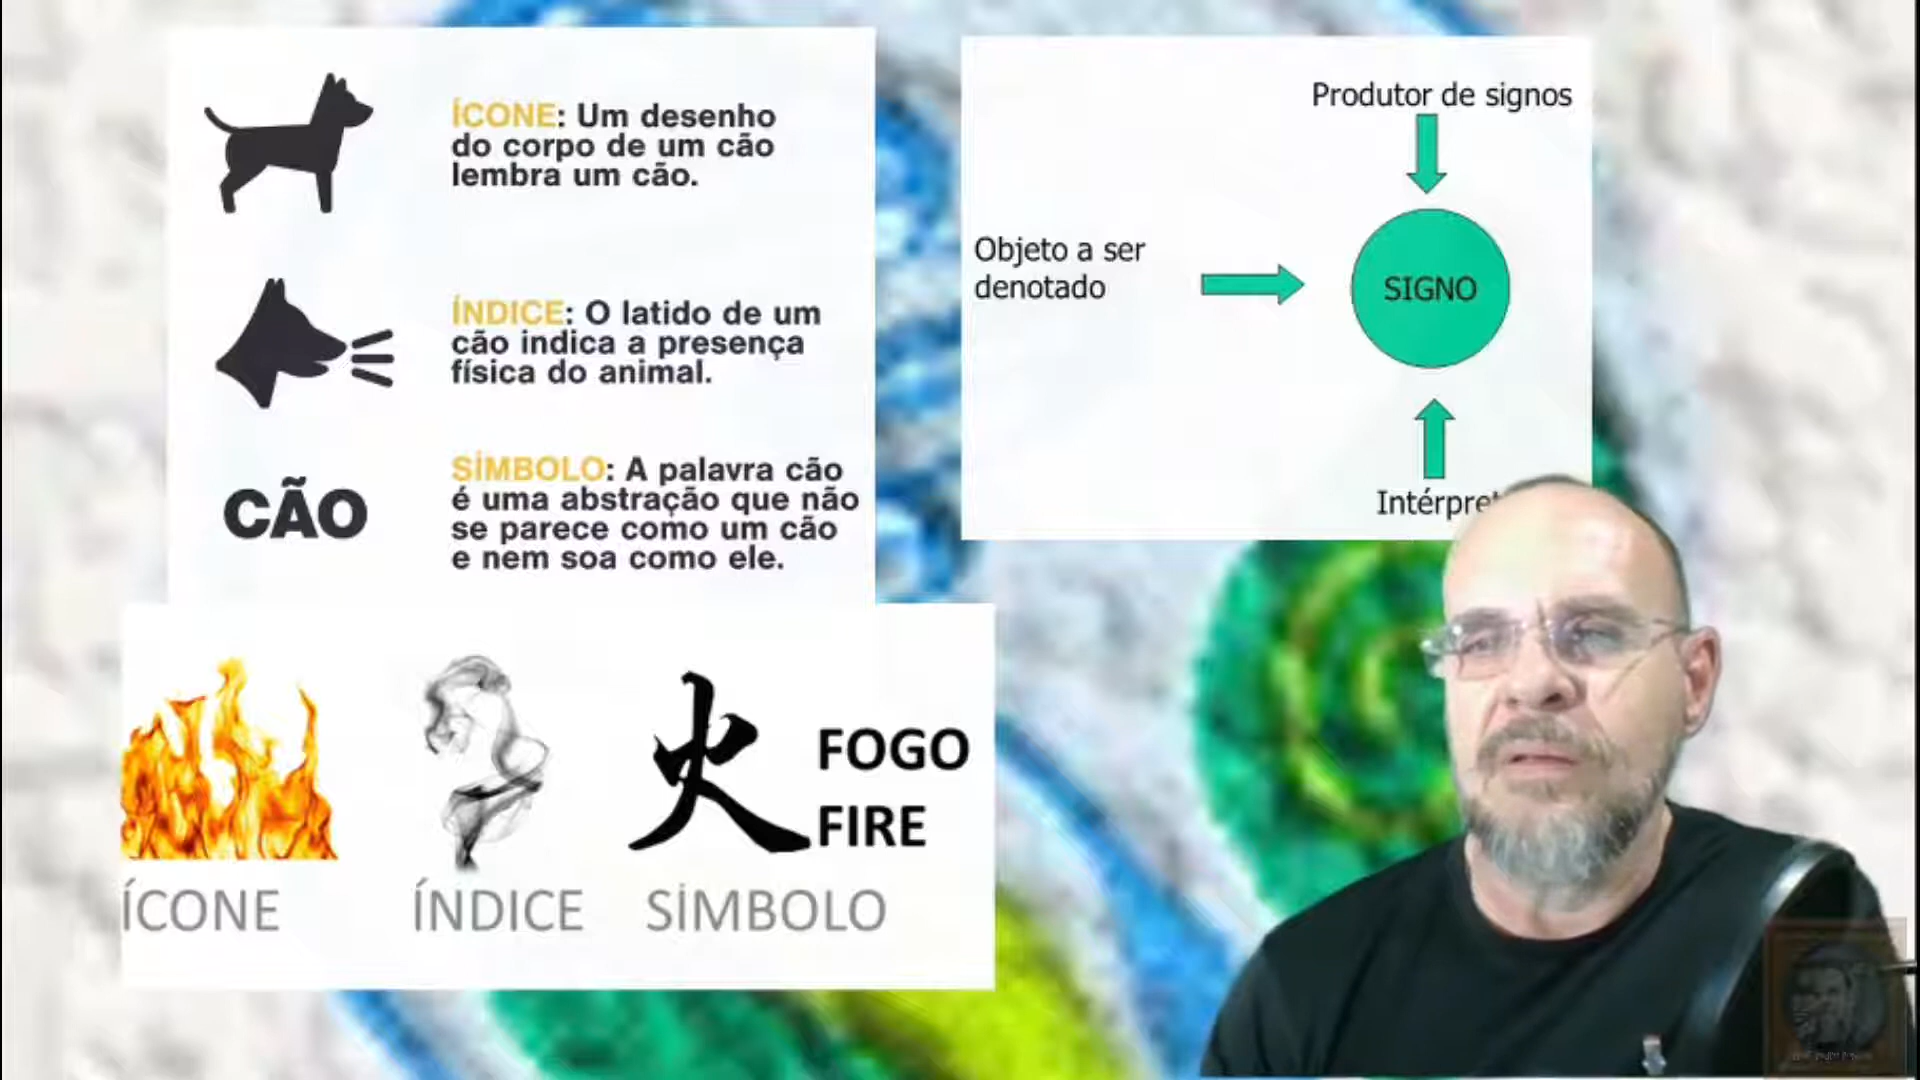 ÍCONE: Um desenho
do corpo de um cão
lembra um cão.
ÍNDICE: O latido de um
cão indica a presença
física do animal.
CÃO
SÍMBOLO: A palavra cão
é uma abstração que não
se parece como um cão
e nem soa como ele.
Produtor de signos
Objeto a ser
denotado
SIGNO
火
FOGO
FIRE
ÍCONE
ÍNDICE
SÍMBOLO